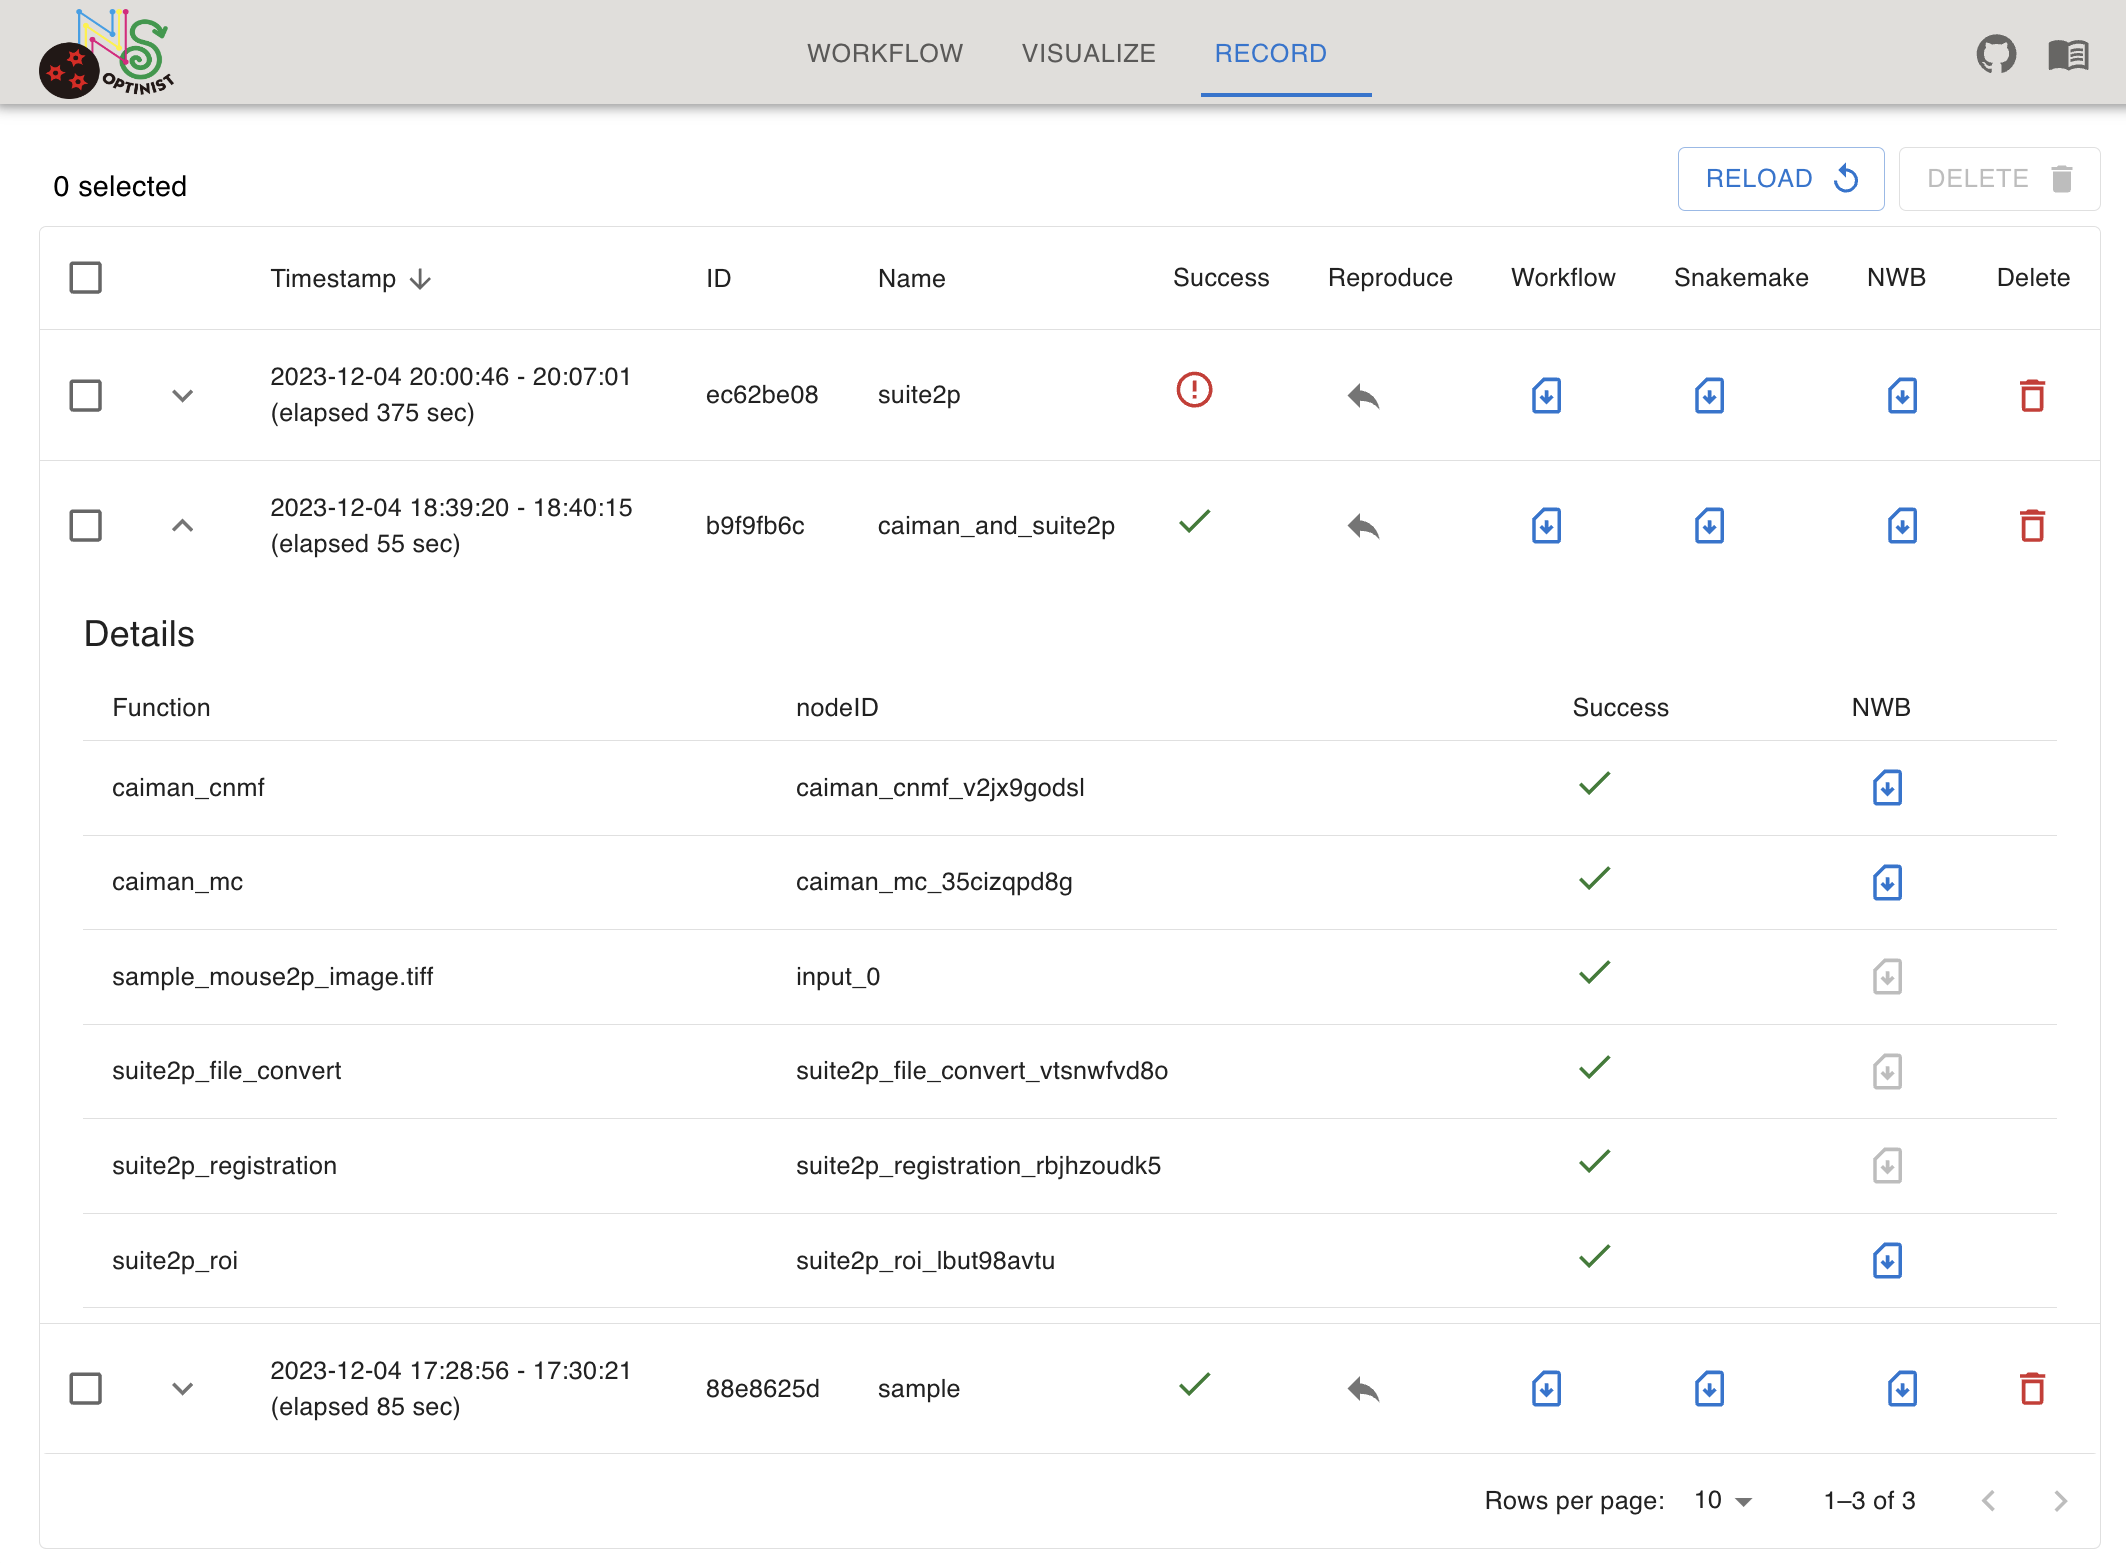 NS
OPTINIST
WORKFLOW VISUALIZE RECORD
0 selected
RELOAD DELETE
Timestamp ID Name Success Reproduce Workflow Snakemake NWB Delete
2023-12-04 20:00:46 - 20:07:01
(elapsed 375 sec)
ec62be08 suite2p
2023-12-04 18:39:20 - 18:40:15
(elapsed 55 sec)
b9f9fb6c caiman_and_suite2p
Details
Function nodeID Success NWB
caiman_cnmf caiman_cnmf_v2jx9godsl
caiman_mc caiman_mc_35cizqpd8g
sample_mouse2p_image.tiff input_0
suite2p_file_convert suite2p_file_convert_vtsnwfvd8o
suite2p_registration suite2p_registration_rbjhzoudk5
suite2p_roi suite2p_roi_lbut98avtu
2023-12-04 17:28:56 - 17:30:21
(elapsed 85 sec)
88e8625d sample
Rows per page: 10 1–3 of 3